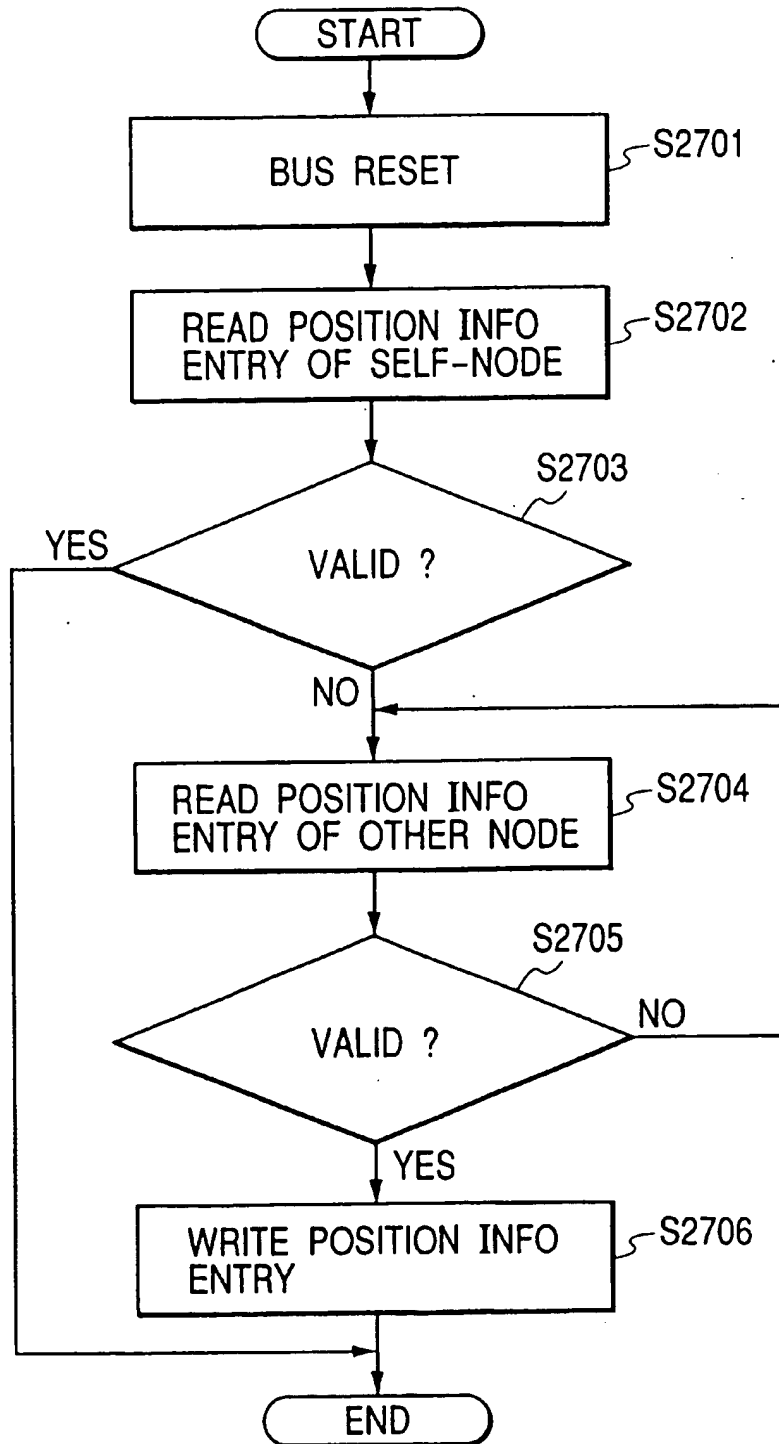 START
BUS RESET
S2701
READ POSITION INFO
ENTRY OF SELF-NODE
S2702
S2703
YES
VALID ?
NO
READ POSITION INFO
ENTRY OF OTHER NODE
S2704
S2705
VALID ?
NO
YES
WRITE POSITION INFO
ENTRY
S2706
END